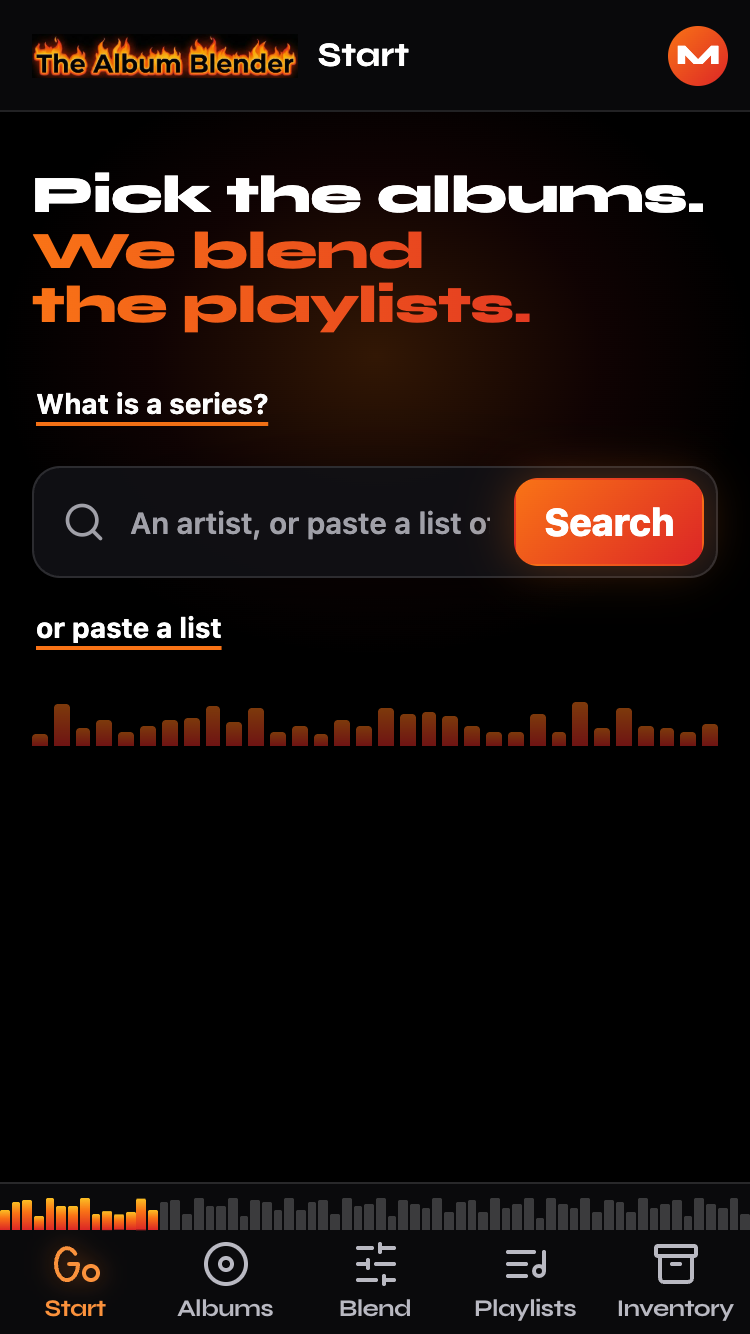 The Album Blender Start M
Pick the albums.
We blend
the playlists.
What is a series?
An artist, or paste a list Search
or paste a list
Go
Start Albums Blend Playlists Inventory